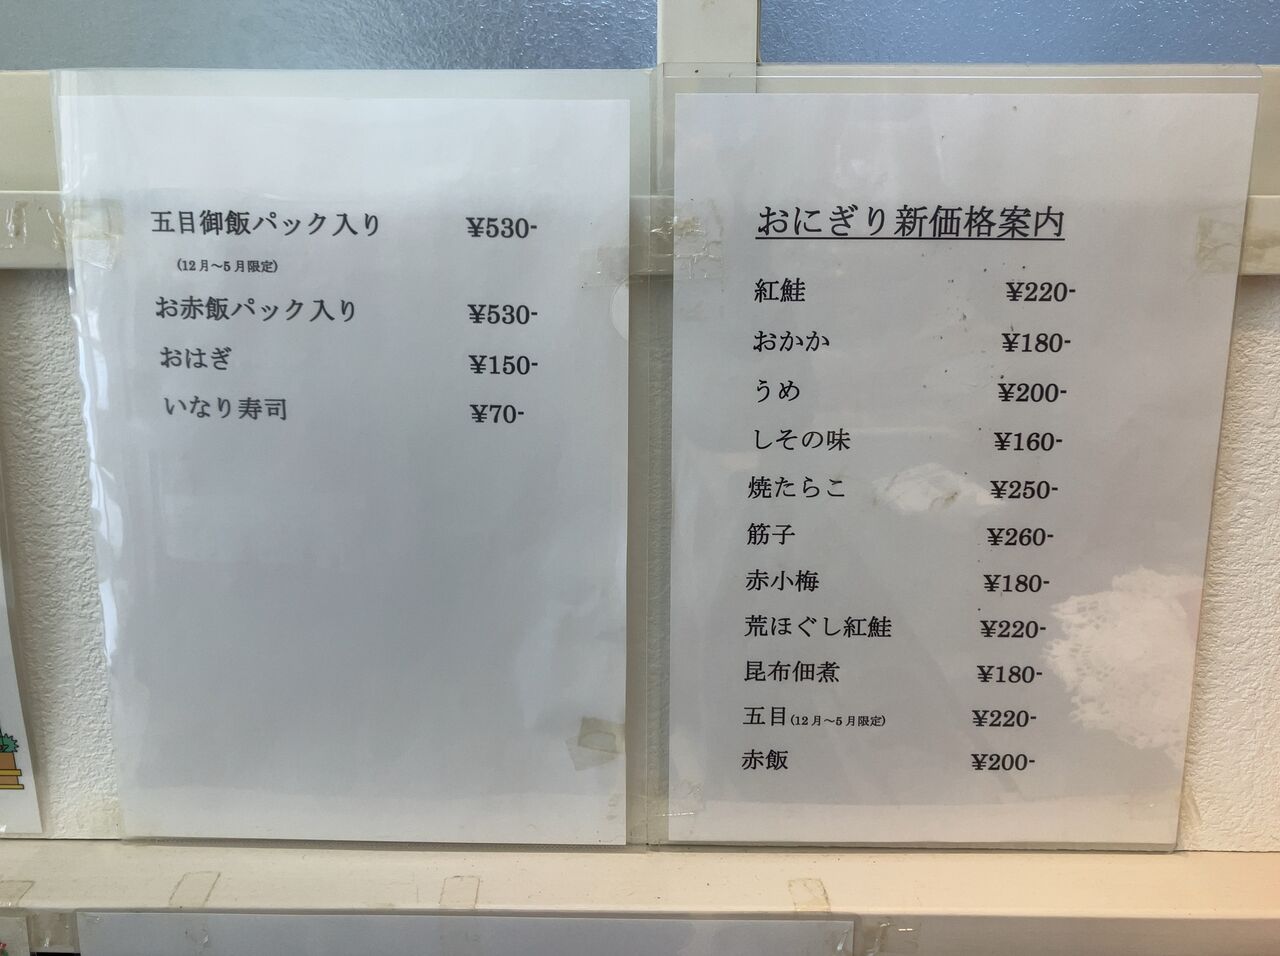 五目御飯パック入り ¥530-
(12月～5月限定)
お赤飯パック入り ¥530-
おはぎ ¥150-
いなり寿司 ¥70-
おにぎり新価格案内
紅鮭 ¥220-
おかか ¥180-
うめ ¥200-
しその味 ¥160-
焼たらこ ¥250-
筋子 ¥260-
赤小梅 ¥180-
荒ほぐし紅鮭 ¥220-
昆布佃煮 ¥180-
五目(12月～5月限定) ¥220-
赤飯 ¥200-